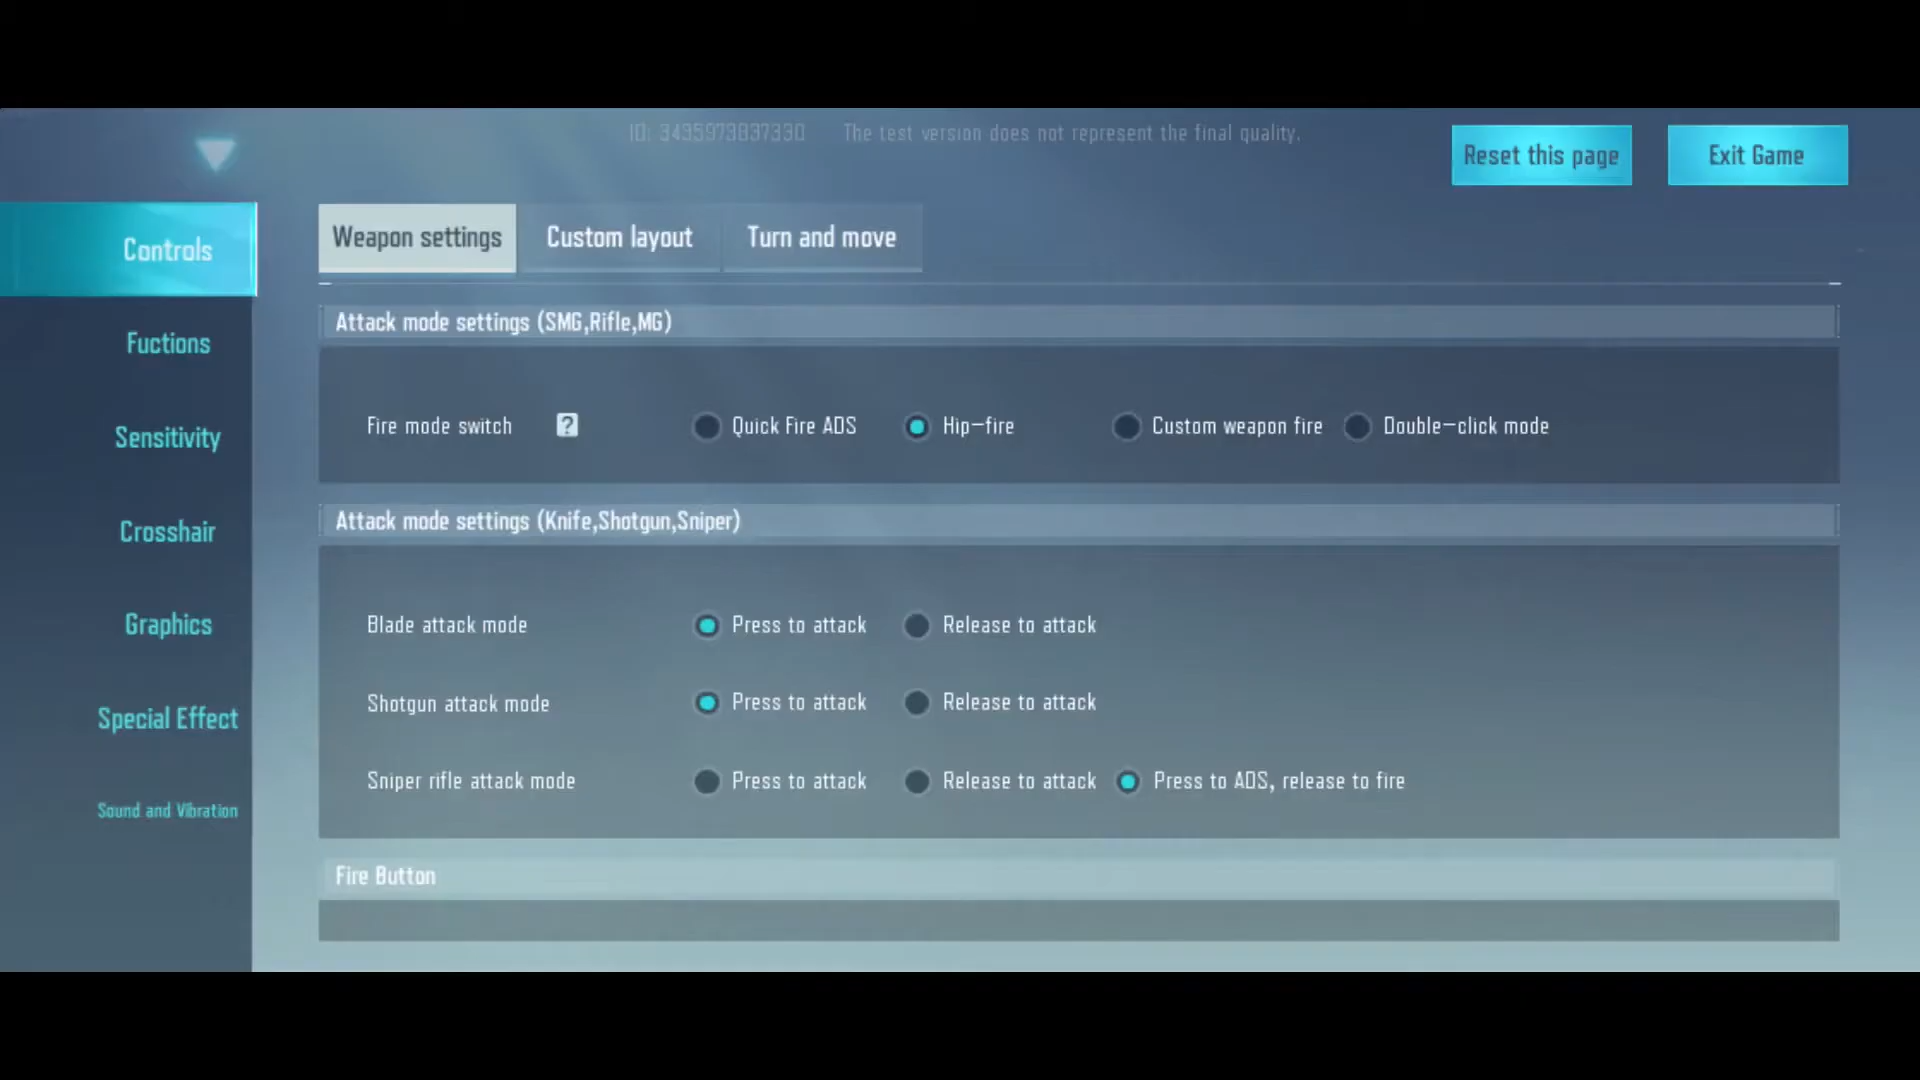 ID: 3435973837330 The test version does not represent the final quality.
Reset this page
Exit Game
Controls
Fuctions
Sensitivity
Crosshair
Graphics
Special Effect
Sound and Vibration
Weapon settings
Custom layout
Turn and move
Attack mode settings (SMG,Rifle,MG)
Fire mode switch ? Quick Fire ADS Hip-fire Custom weapon fire Double-click mode
Attack mode settings (Knife,Shotgun,Sniper)
Blade attack mode Press to attack Release to attack
Shotgun attack mode Press to attack Release to attack
Sniper rifle attack mode Press to attack Release to attack Press to ADS, release to fire
Fire Button